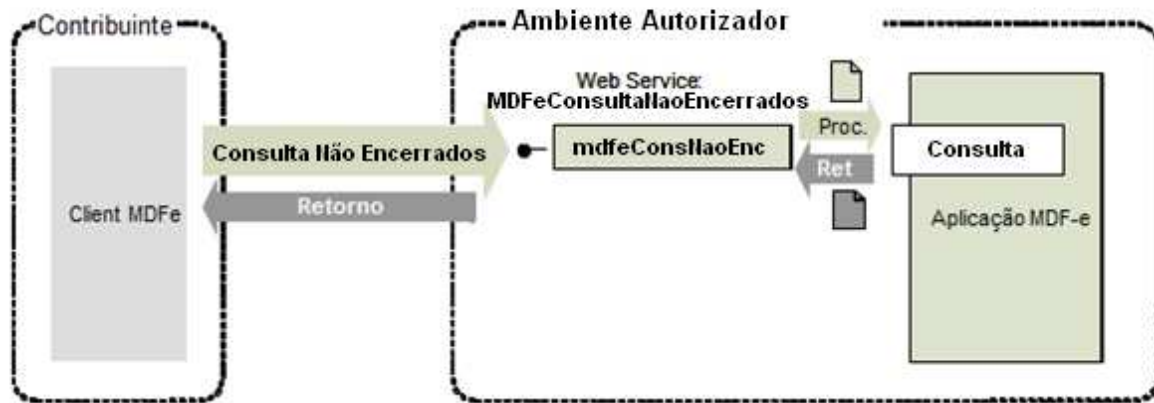 Contribuinte
Ambiente Autorizador
Web Service:
MDFeConsultaNaoEncerrados
Consulta Não Encerrados
mdfeConsNaoEnc
Proc.
Consulta
Ret
Retorno
Client MDFe
Aplicação MDF-e